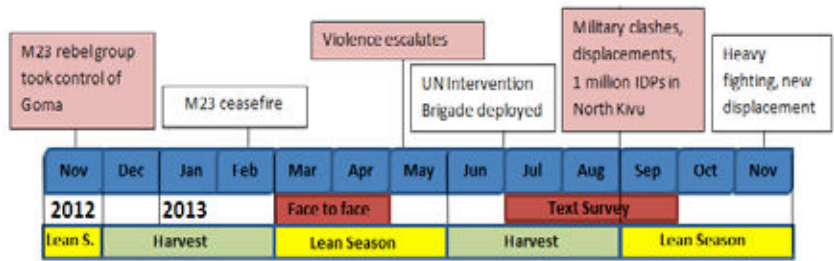 M23 rebel group
took control of
Goma
M23 ceasefire
Violence escalates
UN Intervention
Brigade deployed
Military clashes,
displacements,
1 million IDPs in
North Kivu
Heavy
fighting, new
displacement
Nov Dec Jan Feb Mar Apr May Jun Jul Aug Sep Oct Nov
2012 2013 Face to face Text Survey
Lean S. Harvest Lean Season Harvest Lean Season